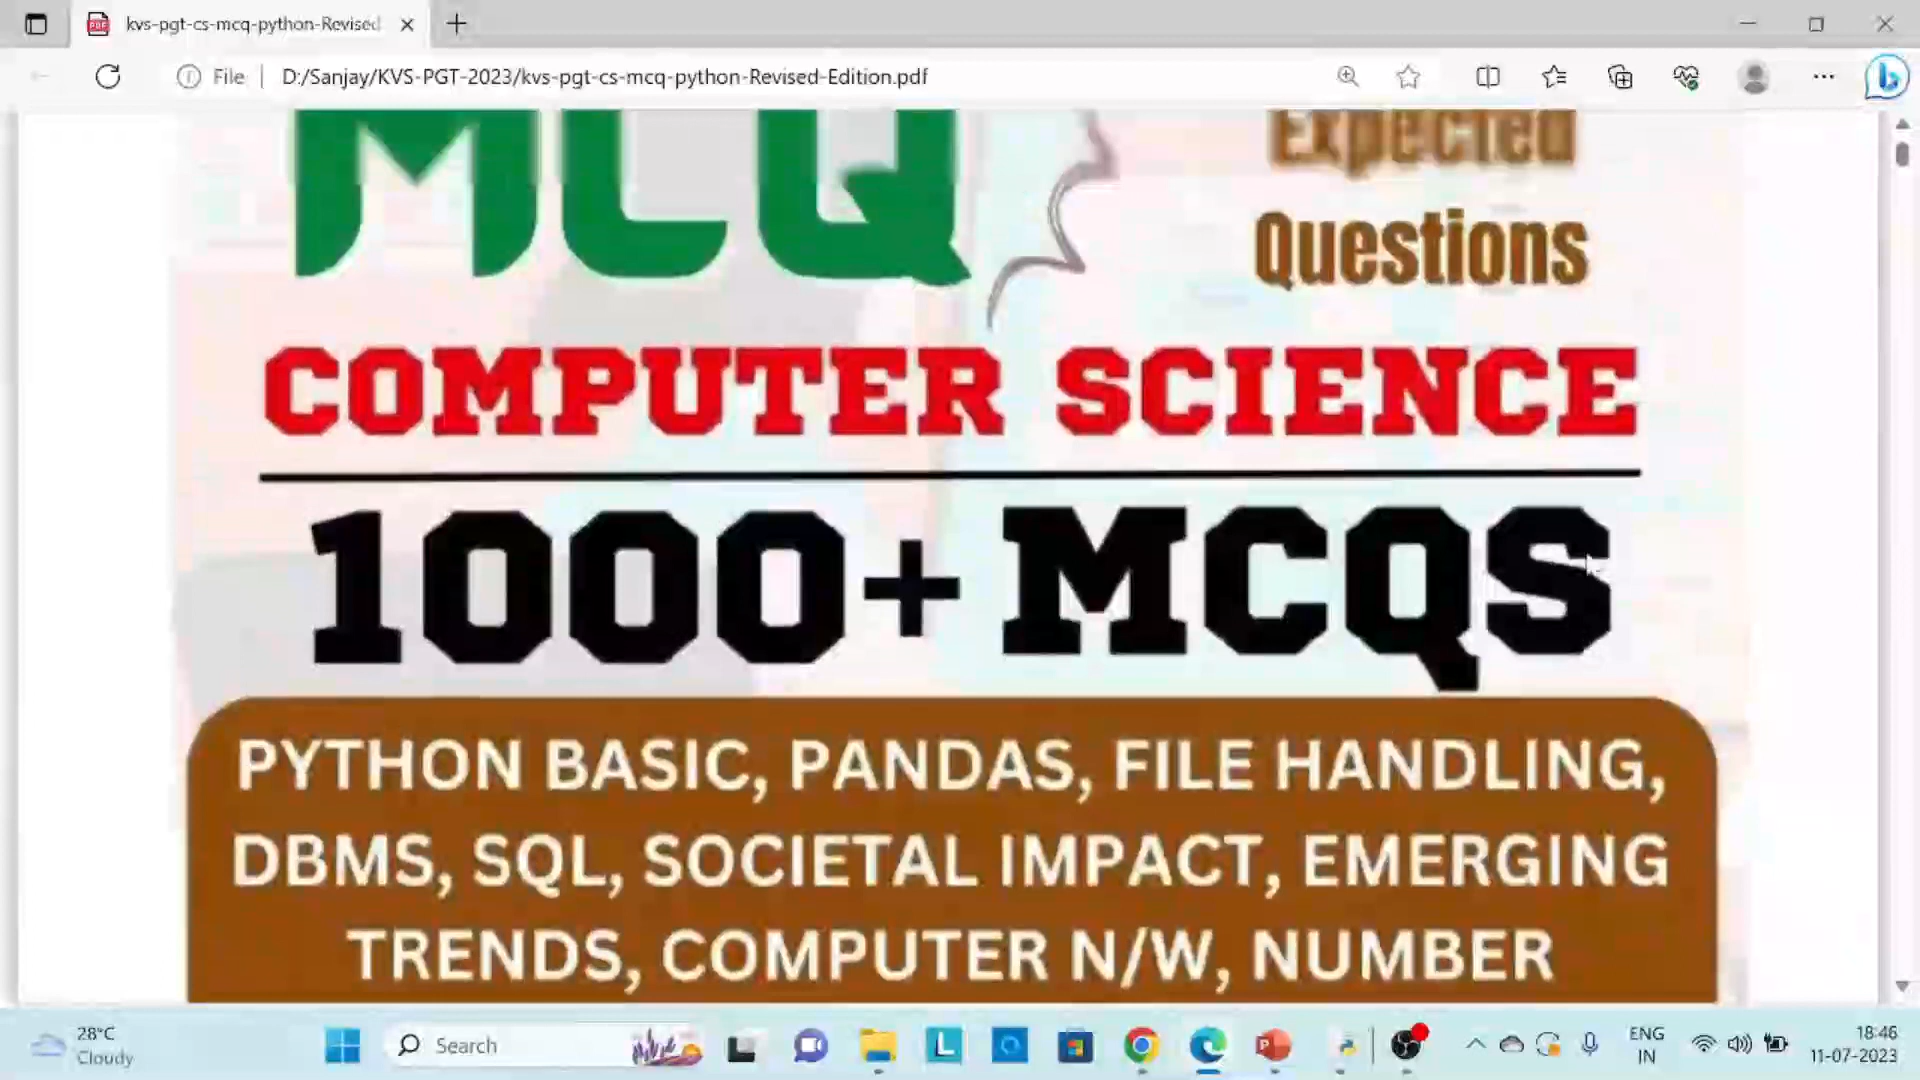 kvs-pgt-cs-mcq-python-Revised
File
D:/Sanjay/KVS-PGT-2023/kvs-pgt-cs-mcq-python-Revised-Edition.pdf
MCQ
Expected
Questions
COMPUTER SCIENCE
1000+ MCQS
PYTHON BASIC, PANDAS, FILE HANDLING,
DBMS, SQL, SOCIETAL IMPACT, EMERGING
TRENDS, COMPUTER N/W, NUMBER
28°C
Cloudy
Search
ENG
IN
18:46
11-07-2023